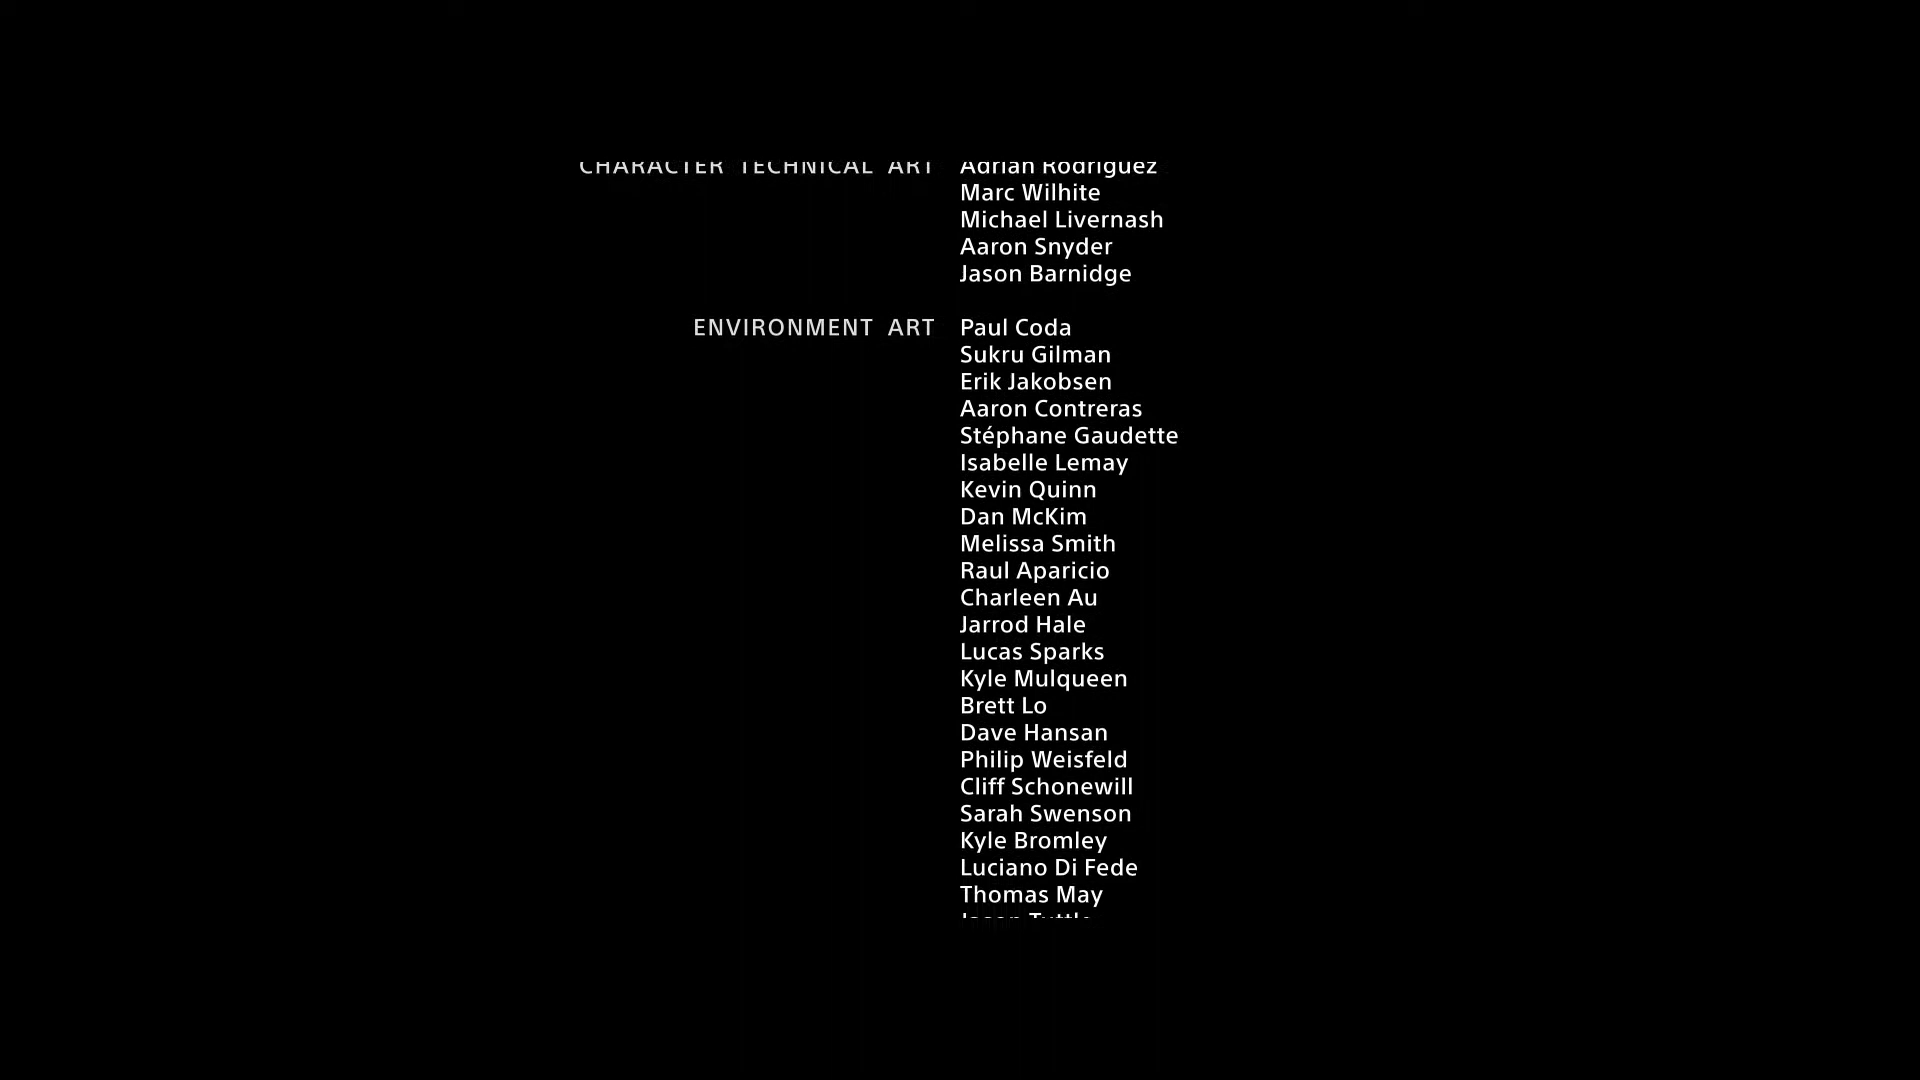 CHARACTER TECHNICAL ART Adrian Rodriguez
Marc Wilhite
Michael Livernash
Aaron Snyder
Jason Barnidge
ENVIRONMENT ART Paul Coda
Sukru Gilman
Erik Jakobsen
Aaron Contreras
Stéphane Gaudette
Isabelle Lemay
Kevin Quinn
Dan McKim
Melissa Smith
Raul Aparicio
Charleen Au
Jarrod Hale
Lucas Sparks
Kyle Mulqueen
Brett Lo
Dave Hansan
Philip Weisfeld
Cliff Schonewill
Sarah Swenson
Kyle Bromley
Luciano Di Fede
Thomas May